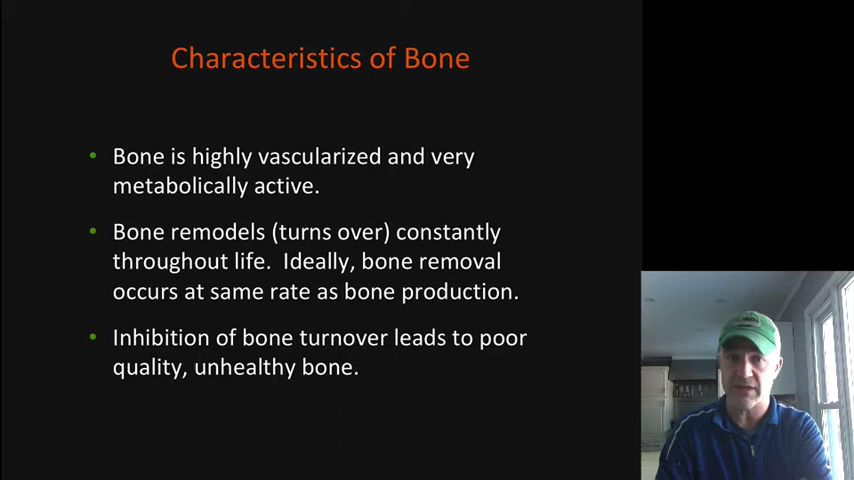 Characteristics of Bone
• Bone is highly vascularized and very
metabolically active.
• Bone remodels (turns over) constantly
throughout life. Ideally, bone removal
occurs at same rate as bone production.
• Inhibition of bone turnover leads to poor
quality, unhealthy bone.